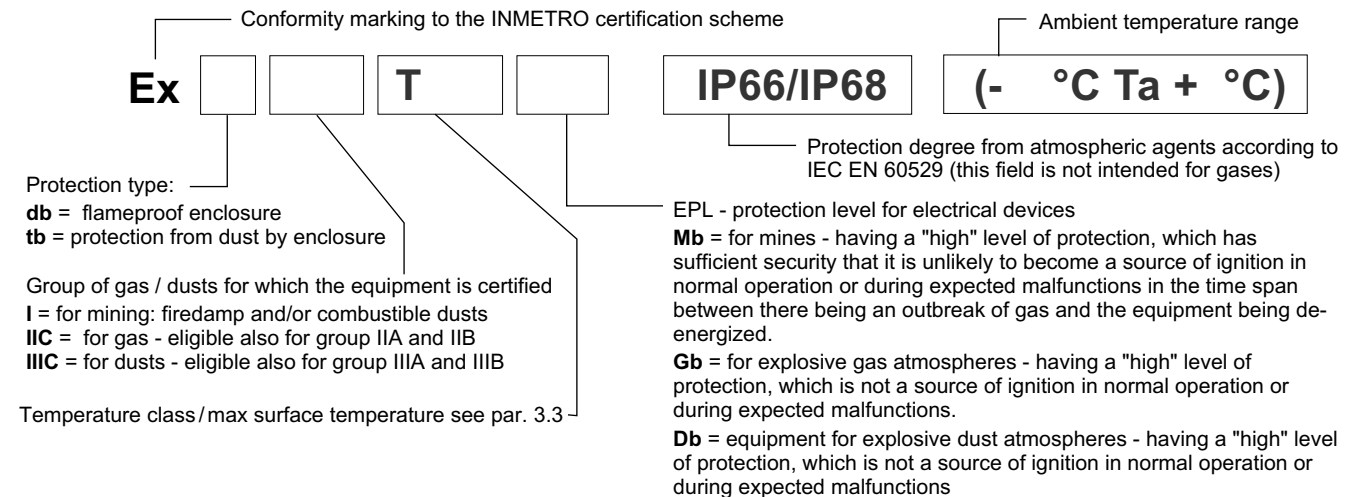 Conformity marking to the INMETRO certification scheme
Ambient temperature range
Ex T IP66/IP68 (- °C Ta + °C)
Protection degree from atmospheric agents according to
IEC EN 60529 (this field is not intended for gases)
Protection type:
db = flameproof enclosure
tb = protection from dust by enclosure
Group of gas / dusts for which the equipment is certified
I = for mining: firedamp and/or combustible dusts
IIC = for gas - eligible also for group IIA and IIB
IIIC = for dusts - eligible also for group IIIA and IIIB
Temperature class/max surface temperature see par. 3.3
EPL - protection level for electrical devices
Mb = for mines - having a "high" level of protection, which has
sufficient security that it is unlikely to become a source of ignition in
normal operation or during expected malfunctions in the time span
between there being an outbreak of gas and the equipment being de-
energized.
Gb = for explosive gas atmospheres - having a "high" level of
protection, which is not a source of ignition in normal operation or
during expected malfunctions.
Db = equipment for explosive dust atmospheres - having a "high" level
of protection, which is not a source of ignition in normal operation or
during expected malfunctions